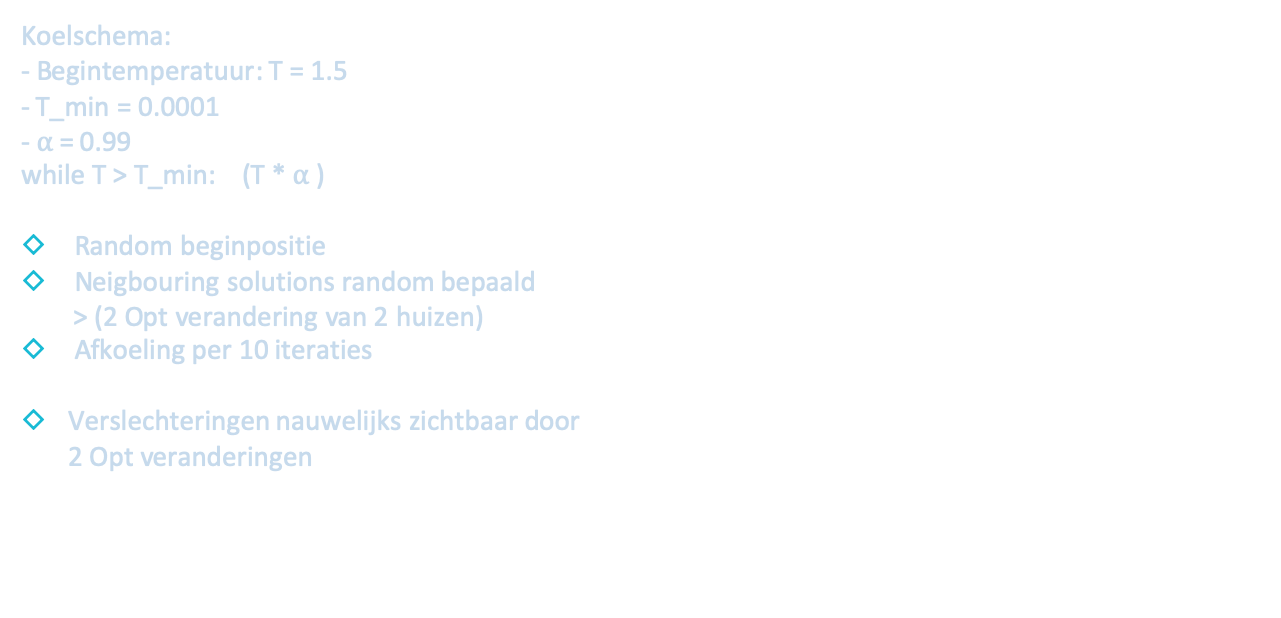 Koelschema:
- Begintemperatuur: T = 1.5
- T_min = 0.0001
- α = 0.99
while T > T_min: (T * α )
Random beginpositie
Neigbouring solutions random bepaald
> (2 Opt verandering van 2 huizen)
Afkoeling per 10 iteraties
Verslechteringen nauwelijks zichtbaar door
2 Opt veranderingen